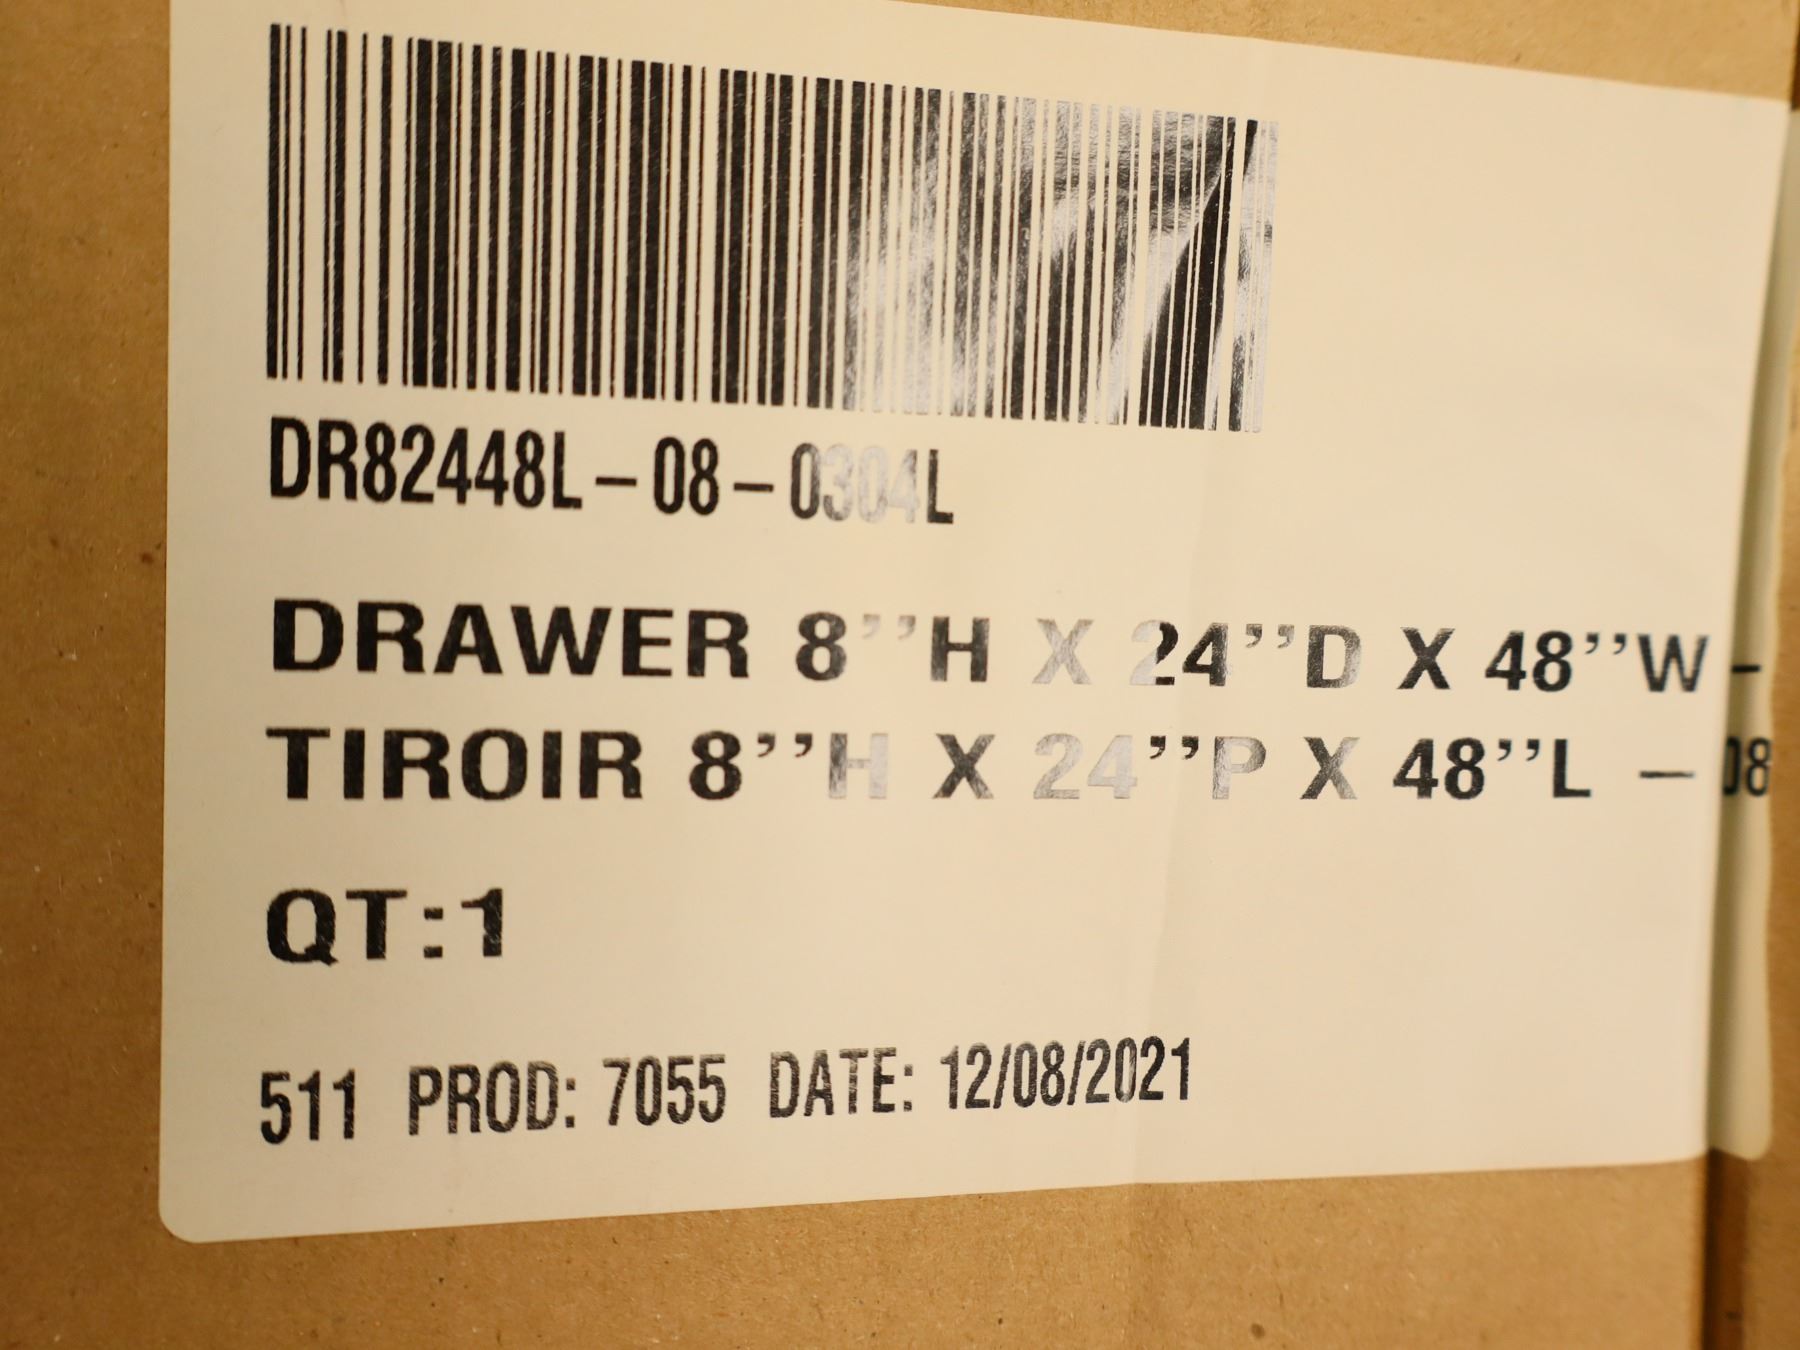 DR82448L-08-0304L
DRAWER 8''H X 24''D X 48''W -
TIROIR 8''H X 24''P X 48''L - 08
QT:1
511 PROD: 7055 DATE: 12/08/2021